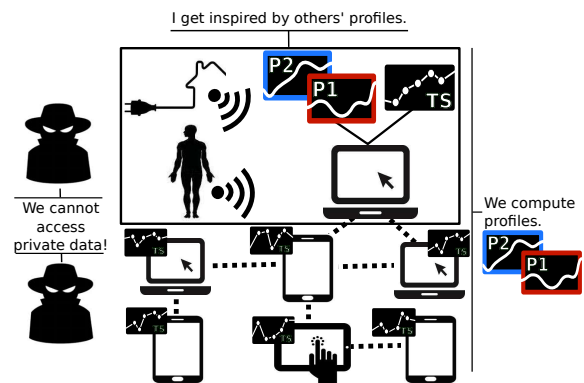 I get inspired by others' profiles.
P2
P1
TS
We cannot
access
private data!
We compute
profiles.
P2
P1
TS
TS
TS
TS
TS
TS